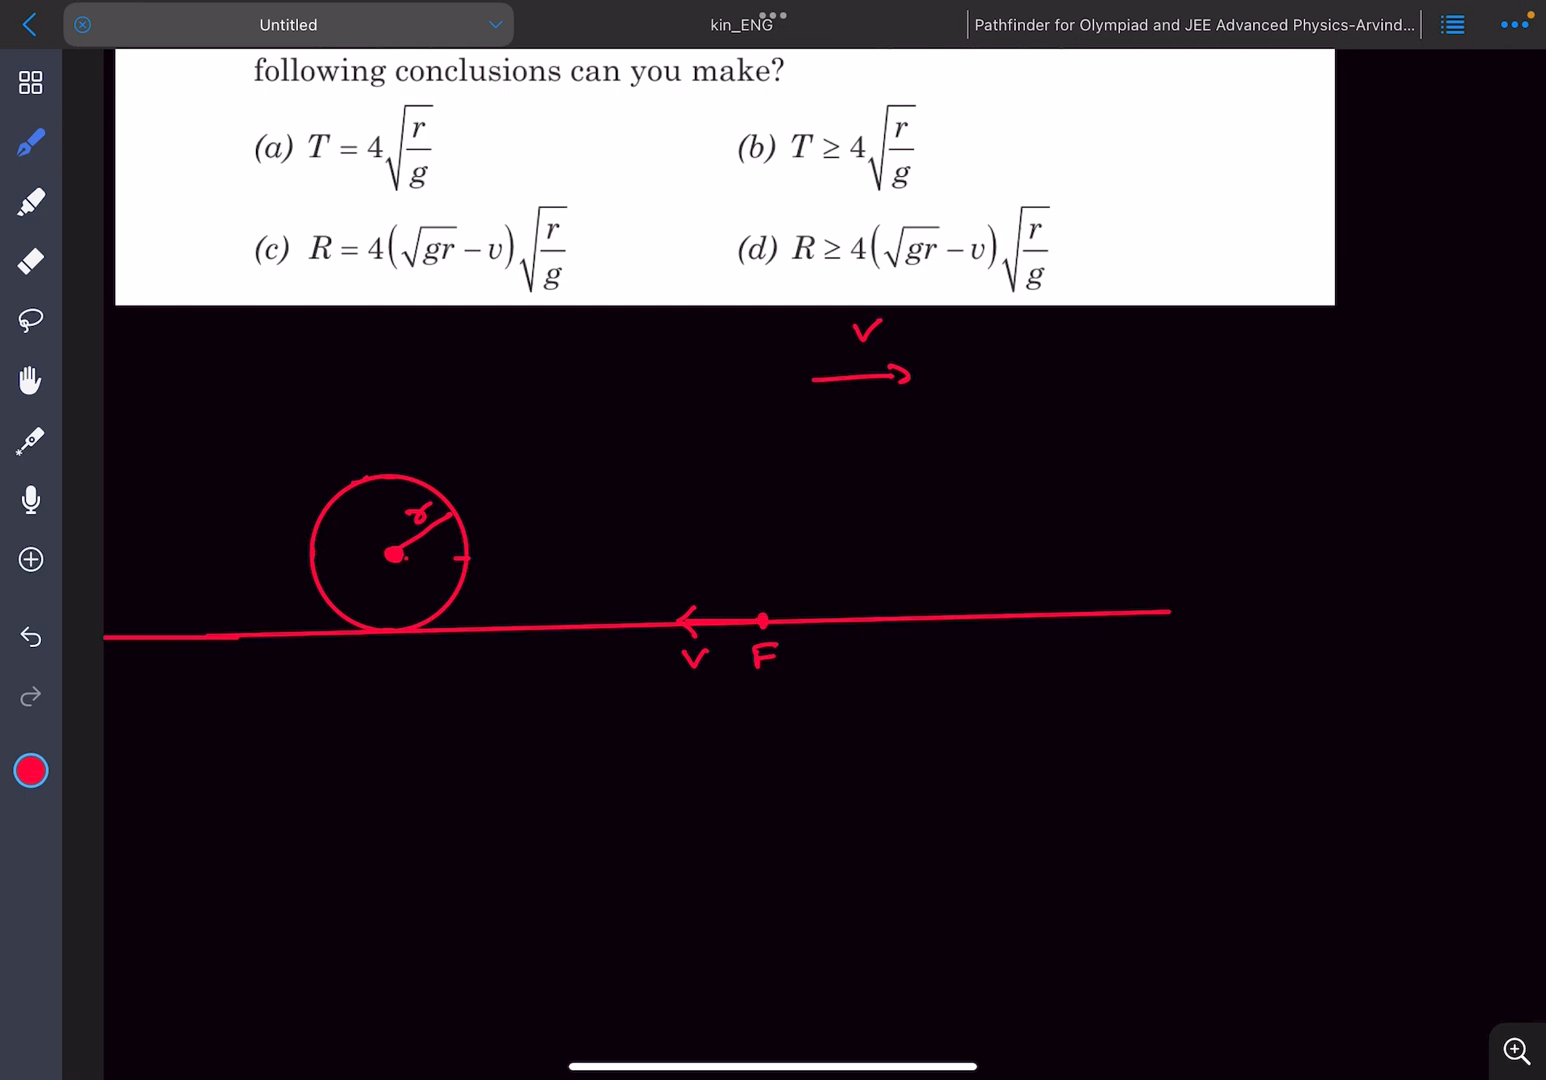 Untitled
kin_ENG
Pathfinder for Olympiad and JEE Advanced Physics-Arvind...
following conclusions can you make?
(a) T = 4√(r/g)
(b) T ≥ 4√(r/g)
(c) R = 4(√gr − v)√(r/g)
(d) R ≥ 4(√gr − v)√(r/g)
v
r
v F